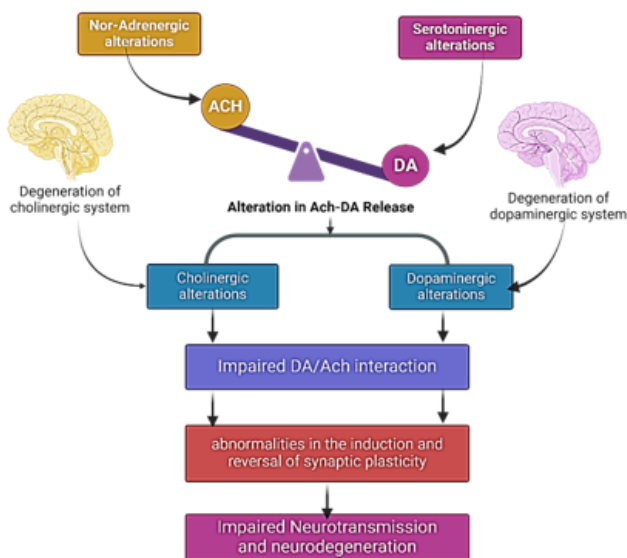 Nor-Adrenergic
alterations
Serotoninergic
alterations
ACH
DA
Degeneration of
cholinergic system
Alteration in Ach-DA Release
Degeneration of
dopaminergic system
Cholinergic
alterations
Dopaminergic
alterations
Impaired DA/Ach interaction
abnormalities in the induction and
reversal of synaptic plasticity
Impaired Neurotransmission
and neurodegeneration